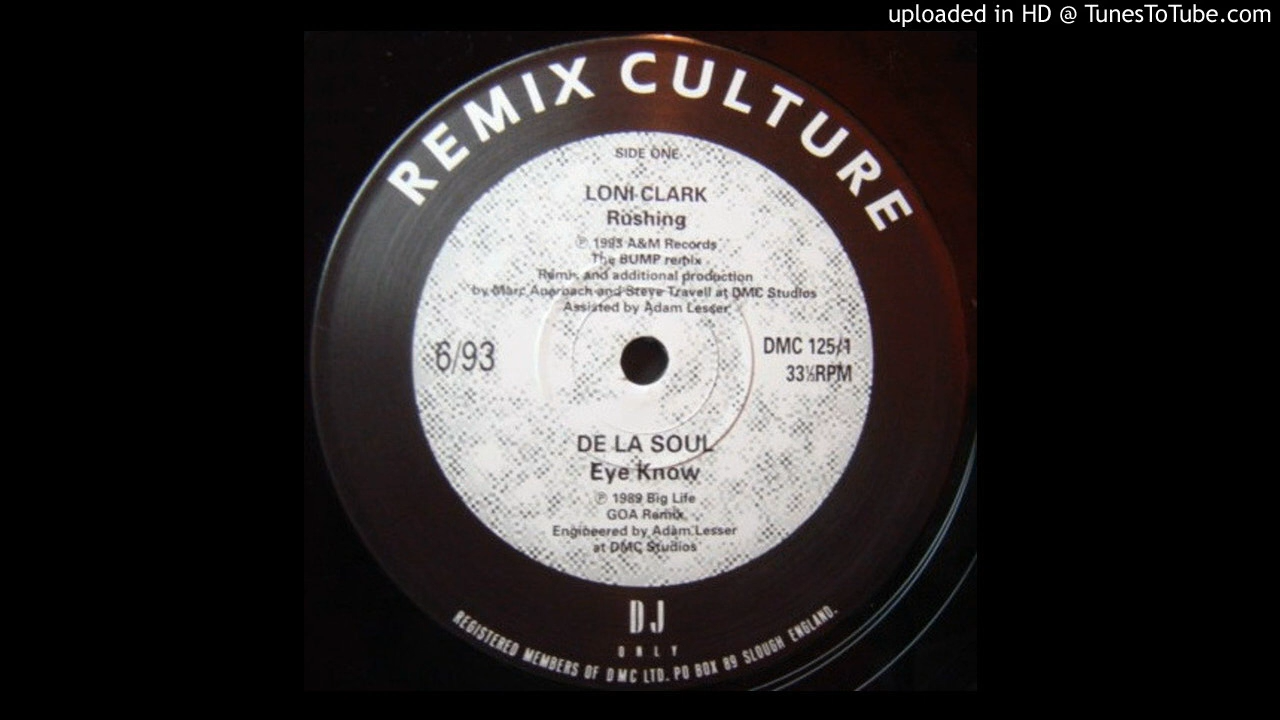 uploaded in HD @ TunesToTube.com
REMIX CULTURE
SIDE ONE
LONI CLARK
Rushing
℗ 1993 A&M Records
The BUMP remix
Remix and additional production
by Marc Auerbach and Steve Travell at DMC Studios
Assisted by Adam Lesser
6/93
DMC 125/1
33⅓RPM
DE LA SOUL
Eye Know
℗ 1989 Big Life
GOA Remix
Engineered by Adam Lesser
at DMC Studios
DJ
ONLY
REGISTERED MEMBERS OF DMC LTD. PO BOX 89 SLOUGH ENGLAND.